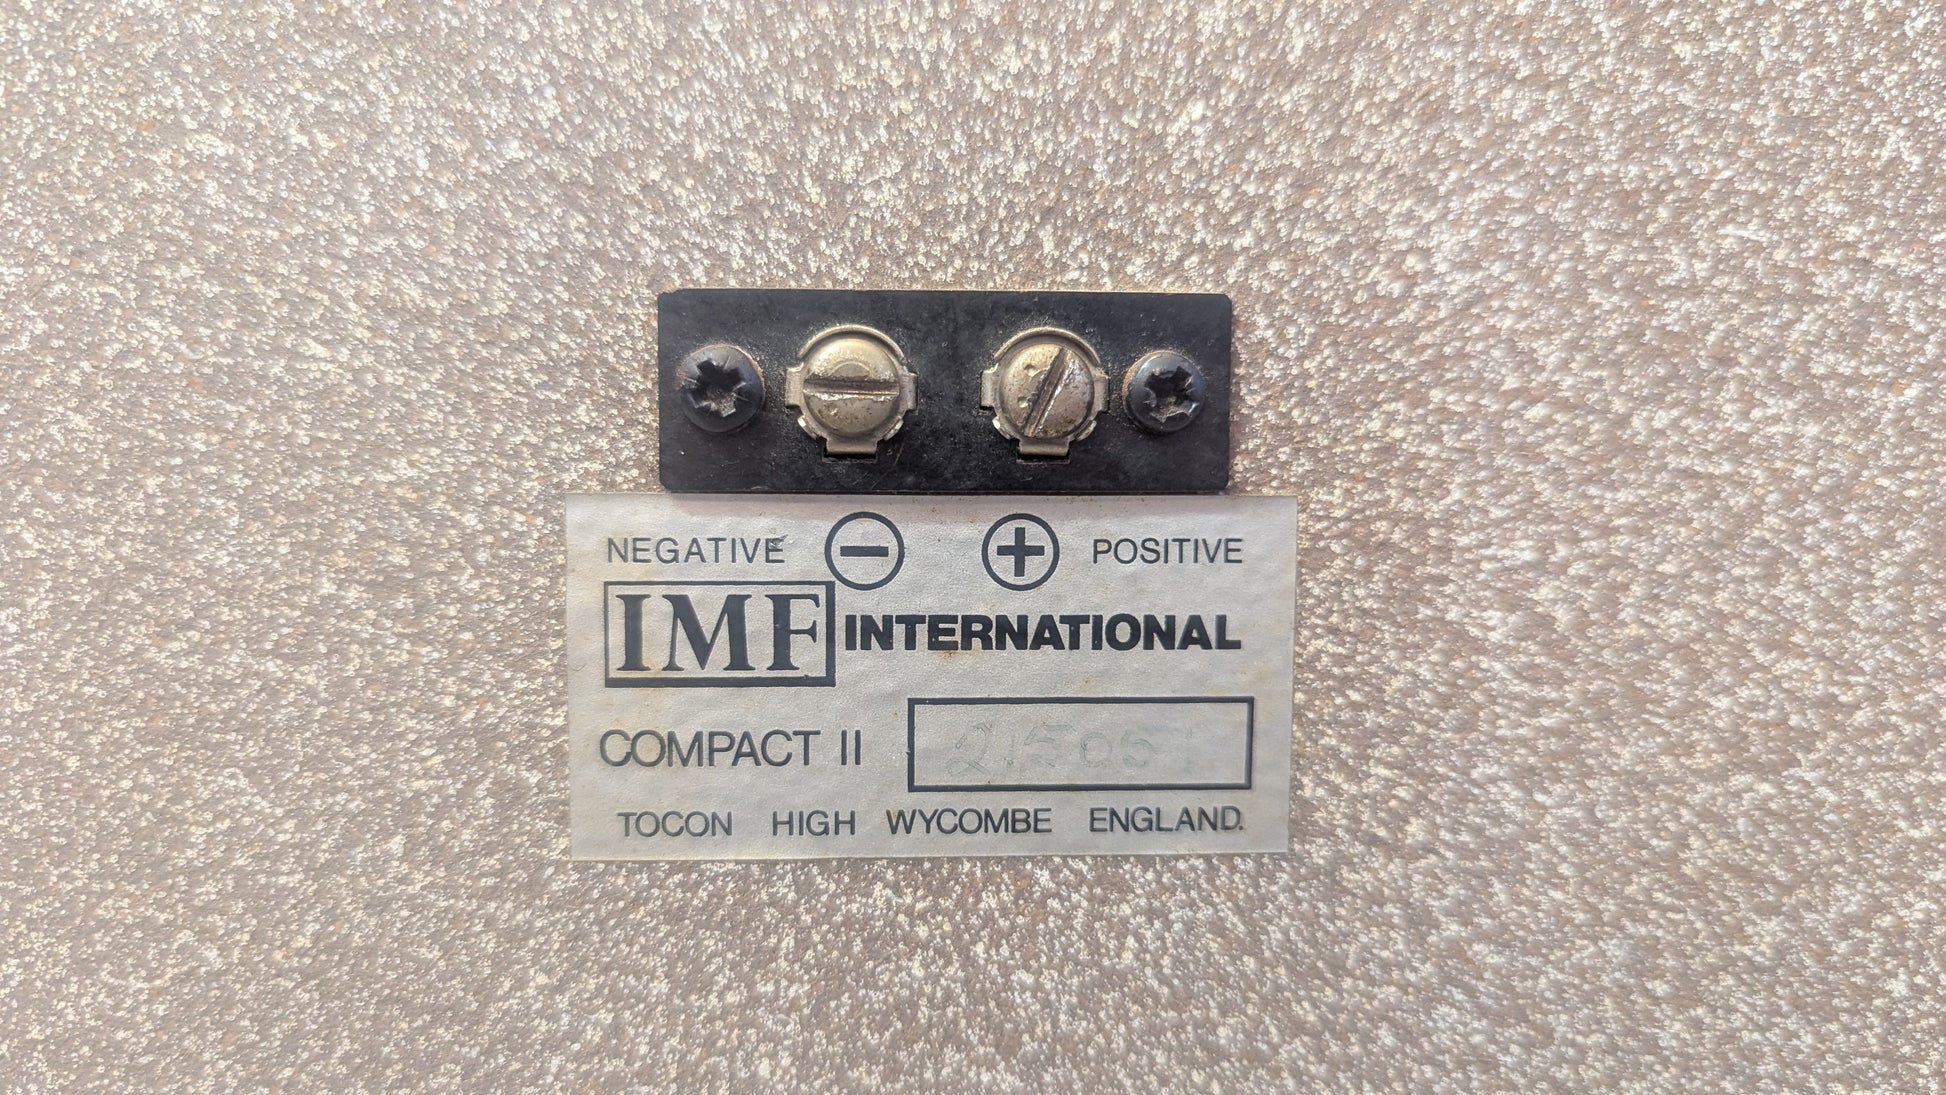 NEGATIVE − + POSITIVE
IMF INTERNATIONAL
COMPACT II
TOCON HIGH WYCOMBE ENGLAND.